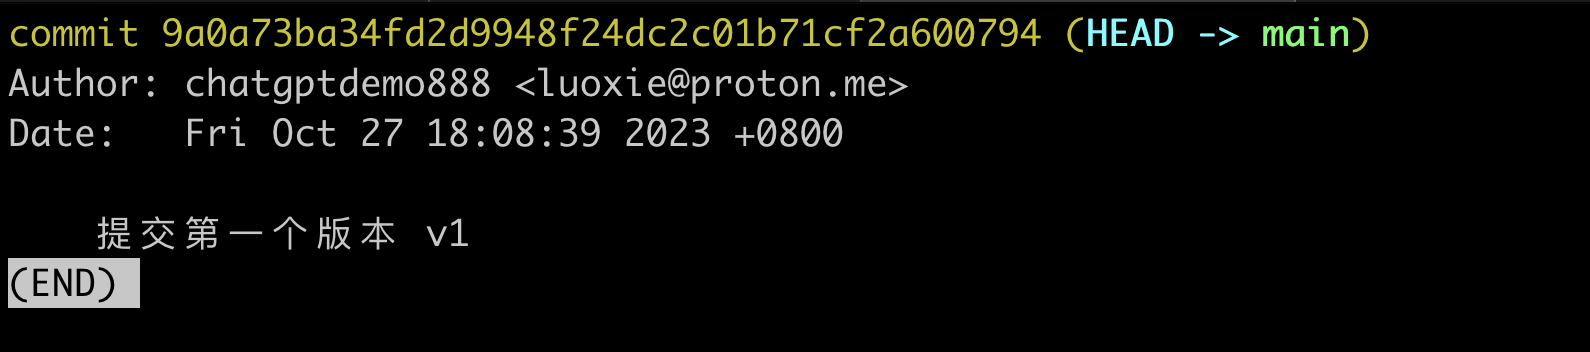 commit 9a0a73ba34fd2d9948f24dc2c01b71cf2a600794 (HEAD -> main)
Author: chatgptdemo888 <luoxie@proton.me>
Date:   Fri Oct 27 18:08:39 2023 +0800
提交第一个版本 v1
(END)